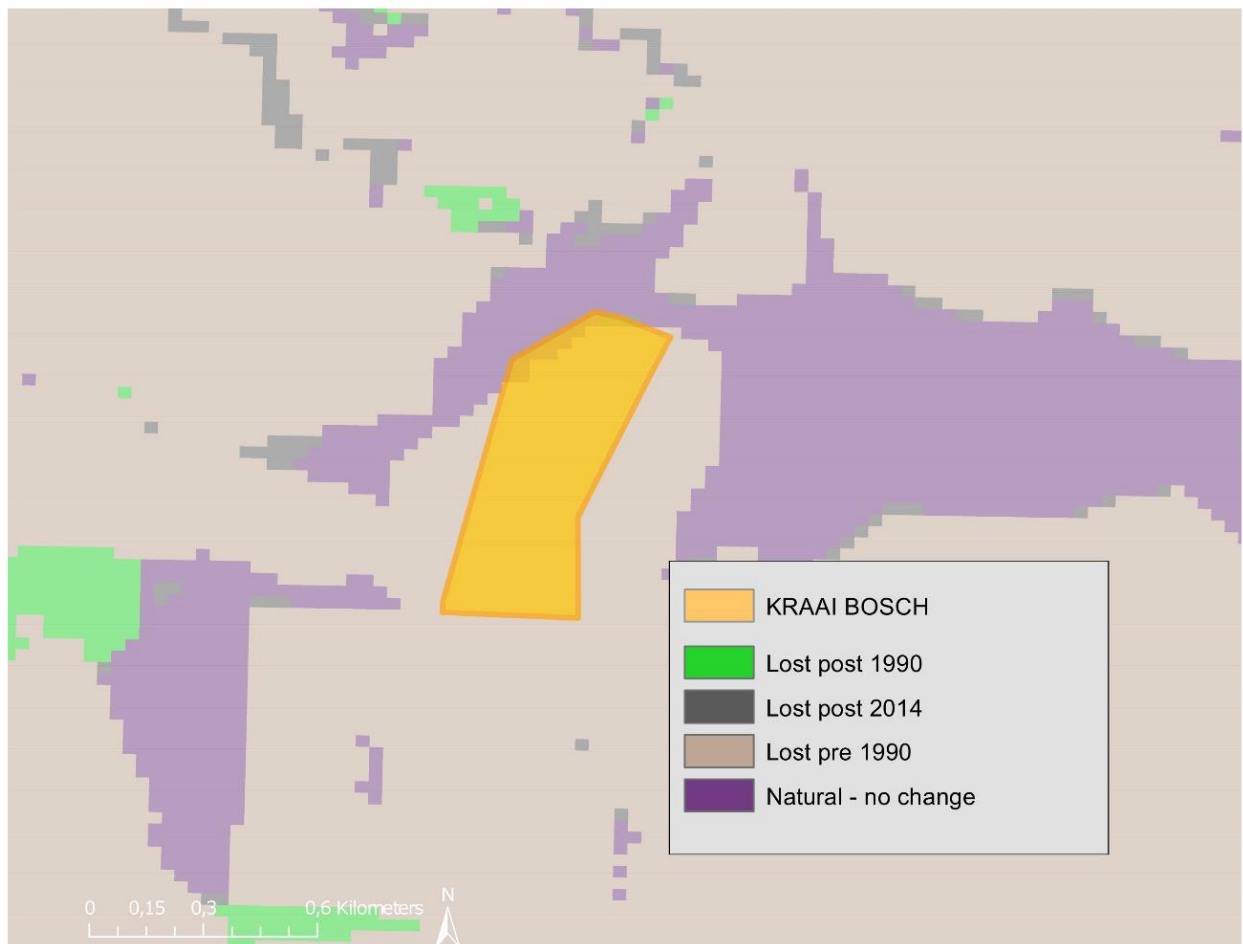 KRAAI BOSCH
Lost post 1990
Lost post 2014
Lost pre 1990
Natural - no change
0 0,15 0,3 0,6 Kilometers
N